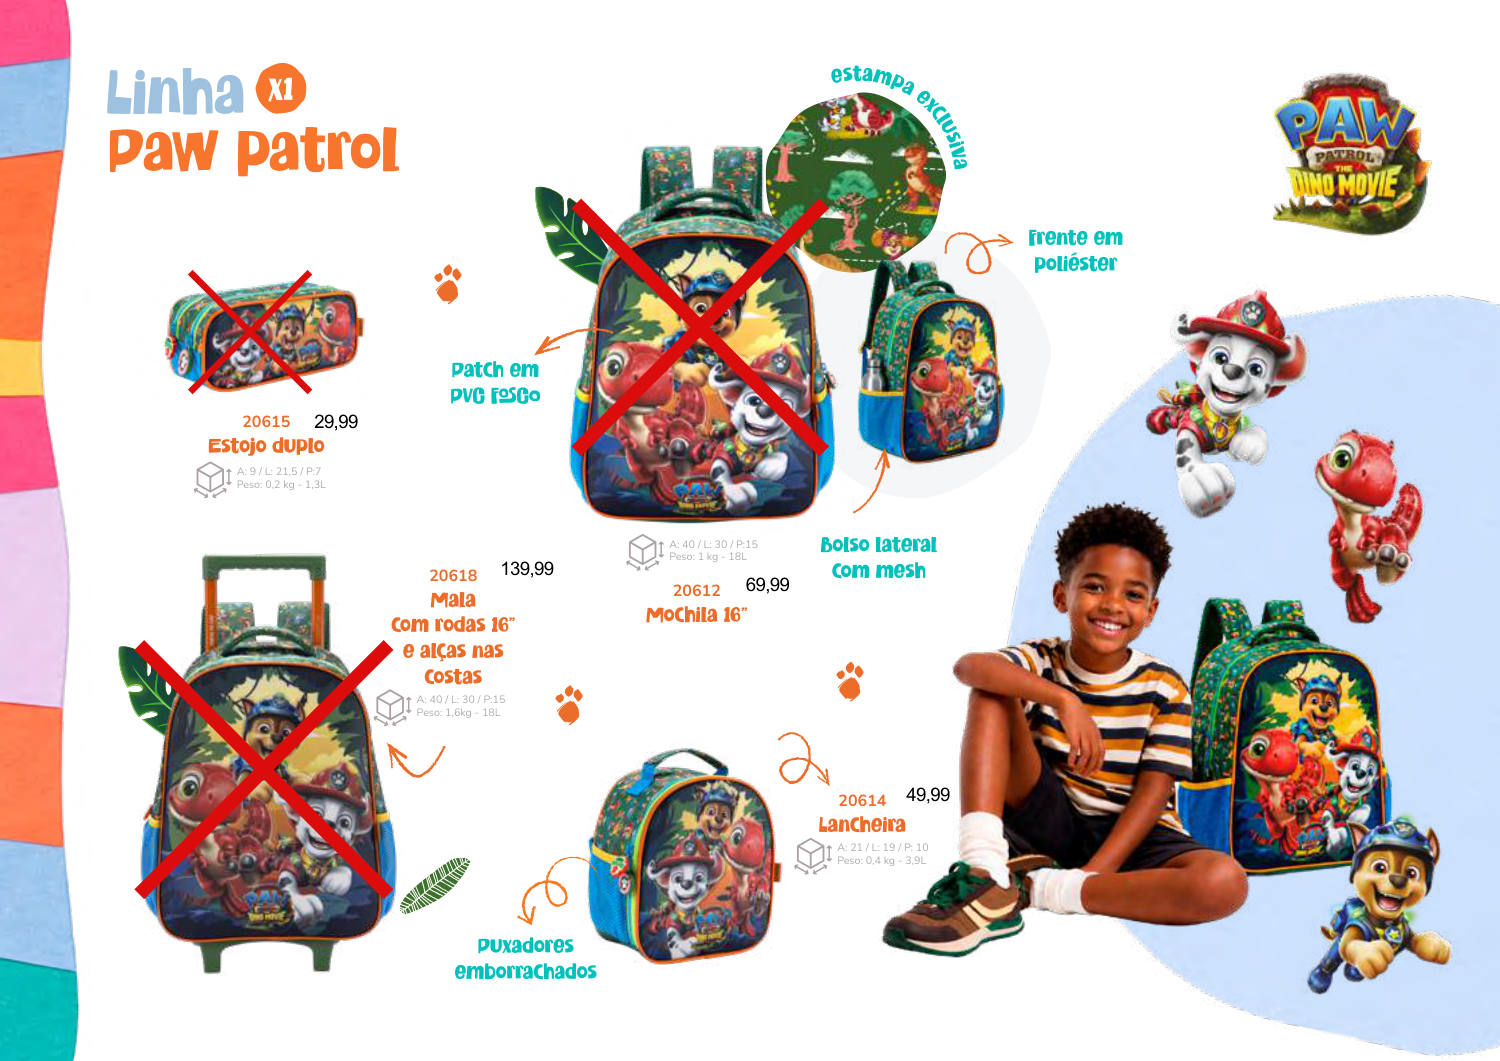 Linha X1
Paw Patrol
estampa exclusiva
PAW
PATROL
THE
DINO MOVIE
Frente em
poliéster
Patch em
PVC Fosco
20615 29,99
Estojo duplo
A: 9 / L: 21,5 / P:7
Peso: 0,2 kg - 1,3L
A: 40 / L: 30 / P:15
Peso: 1 kg - 18L
20612 69,99
Mochila 16”
Bolso lateral
com mesh
20618 139,99
Mala
com rodas 16”
e alças nas
costas
A: 40 / L: 30 / P:15
Peso: 1,6kg - 18L
20614 49,99
Lancheira
A: 21 / L: 19 / P: 10
Peso: 0,4 kg - 3,9L
Puxadores
emborrachados
PAW
DINO MOVIE